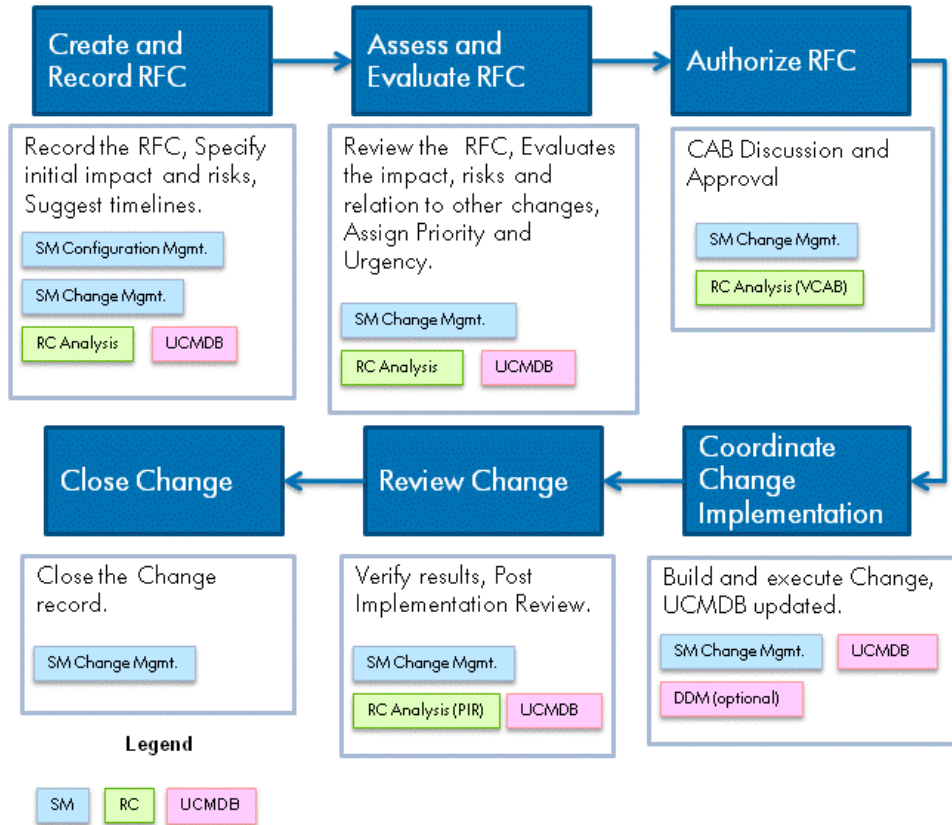 Create and
Record RFC
Assess and
Evaluate RFC
Authorize RFC
Record the RFC, Specify
initial impact and risks,
Suggest timelines.
SM Configuration Mgmt.
SM Change Mgmt.
RC Analysis
UCMDB
Review the RFC, Evaluates
the impact, risks and
relation to other changes,
Assign Priority and
Urgency.
SM Change Mgmt.
RC Analysis
UCMDB
CAB Discussion and
Approval
SM Change Mgmt.
RC Analysis (VCAB)
Close Change
Review Change
Coordinate
Change
Implementation
Close the Change
record.
SM Change Mgmt.
Verify results, Post
Implementation Review.
SM Change Mgmt.
RC Analysis (PIR)
UCMDB
Build and execute Change,
UCMDB updated.
SM Change Mgmt.
UCMDB
DDM (optional)
Legend
SM
RC
UCMDB